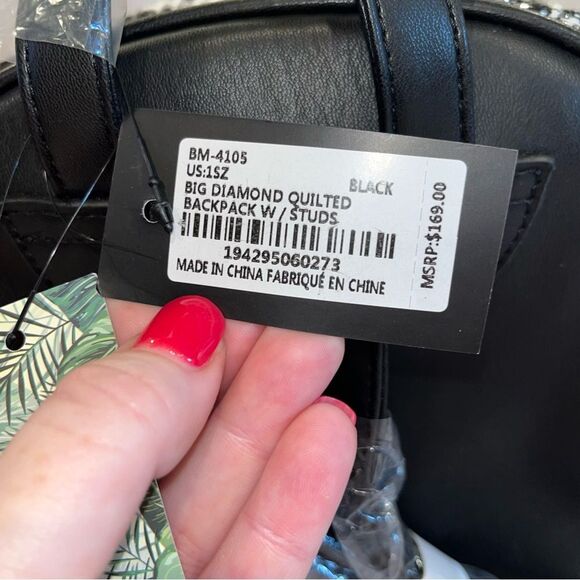 BM-4105
US:1SZ
BLACK
BIG DIAMOND QUILTED
BACKPACK W/STUDS
194295060273
MADE IN CHINA FABRIQUÉ EN CHINE
MSRP:$169.00